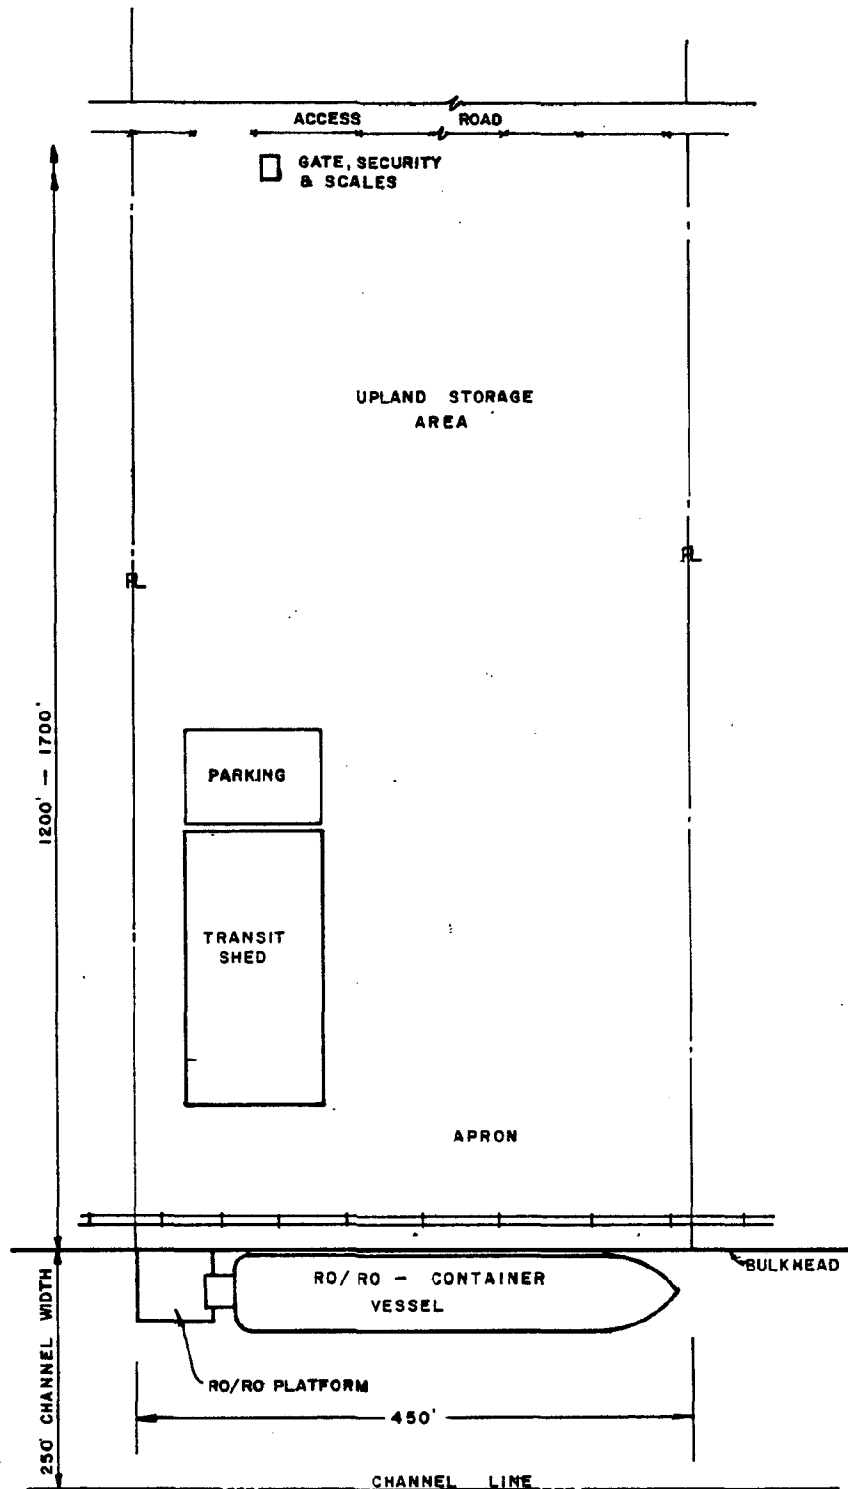 ACCESS ROAD
GATE, SECURITY
& SCALES
UPLAND STORAGE
AREA
PL
PL
1200' — 1700'
PARKING
TRANSIT
SHED
APRON
BULKHEAD
RO/RO - CONTAINER
VESSEL
250' CHANNEL WIDTH
RO/RO PLATFORM
450'
CHANNEL LINE